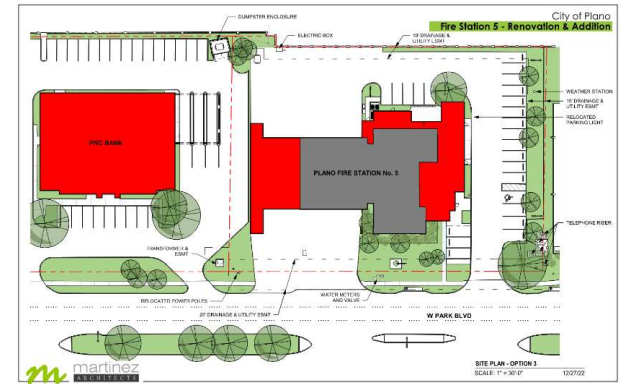 City of Plano
Fire Station 5 - Renovation & Addition
DUMPSTER ENCLOSURE
ELECTRIC BOX
10' DRAINAGE &
UTILITY ESMT
WEATHER STATION
15' DRAINAGE &
UTILITY ESMT
RELOCATED
PARKING LIGHT
PNC BANK
PLANO FIRE STATION No. 5
TELEPHONE RISER
TRANSFORMER &
ESMT
RELOCATED POWER POLES
WATER METERS
AND VALVE
25' DRAINAGE & UTILITY ESMT
W PARK BLVD
martinez
ARCHITECTS
SITE PLAN - OPTION 3
SCALE: 1" = 30'-0"
12/27/22